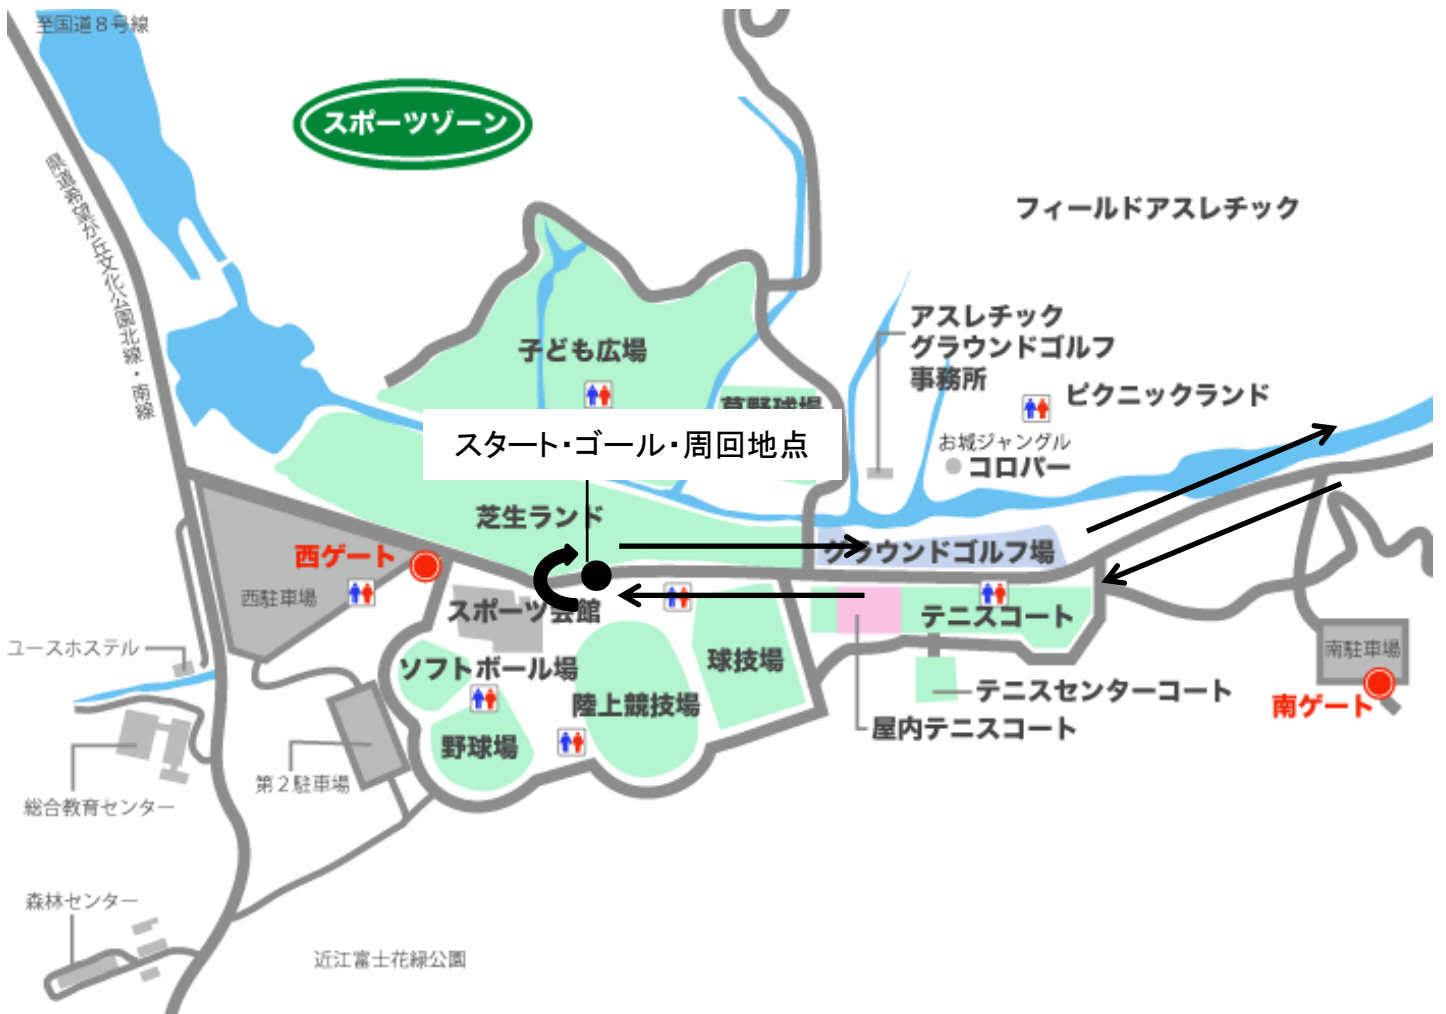 至国道８号線
スポーツゾーン
県道希望が丘文化公園北線・南線
フィールドアスレチック
アスレチック
グラウンドゴルフ
事務所
子ども広場
ピクニックランド
草野球場
スタート・ゴール・周回地点
お城ジャングル
コロパー
芝生ランド
西ゲート
グラウンドゴルフ場
西駐車場
スポーツ会館
テニスコート
ユースホステル
ソフトボール場
球技場
南駐車場
テニスセンターコート
陸上競技場
南ゲート
屋内テニスコート
野球場
第２駐車場
総合教育センター
森林センター
近江富士花緑公園